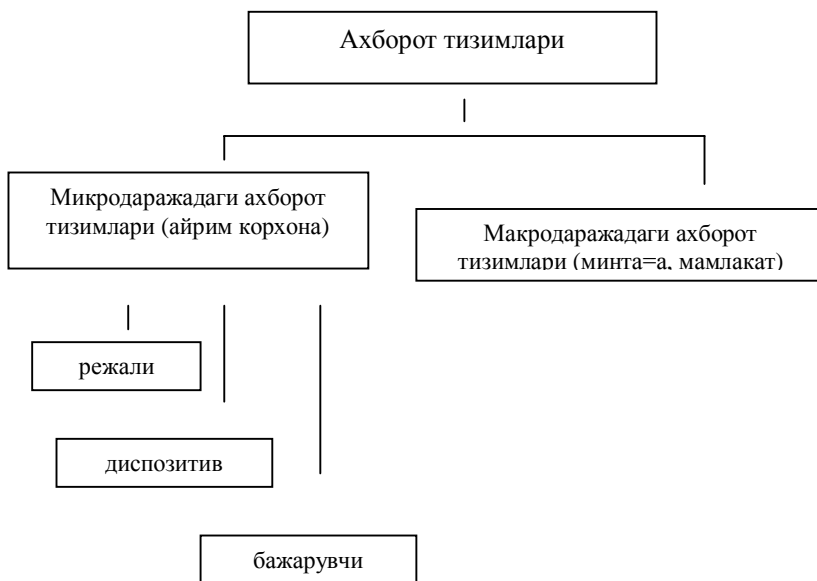 Ахборот тизимлари
Микродаражадаги ахборот
тизимлари (айрим корхона)
Макродаражадаги ахборот
тизимлари (минта=а, мамлакат)
режали
диспозитив
бажарувчи